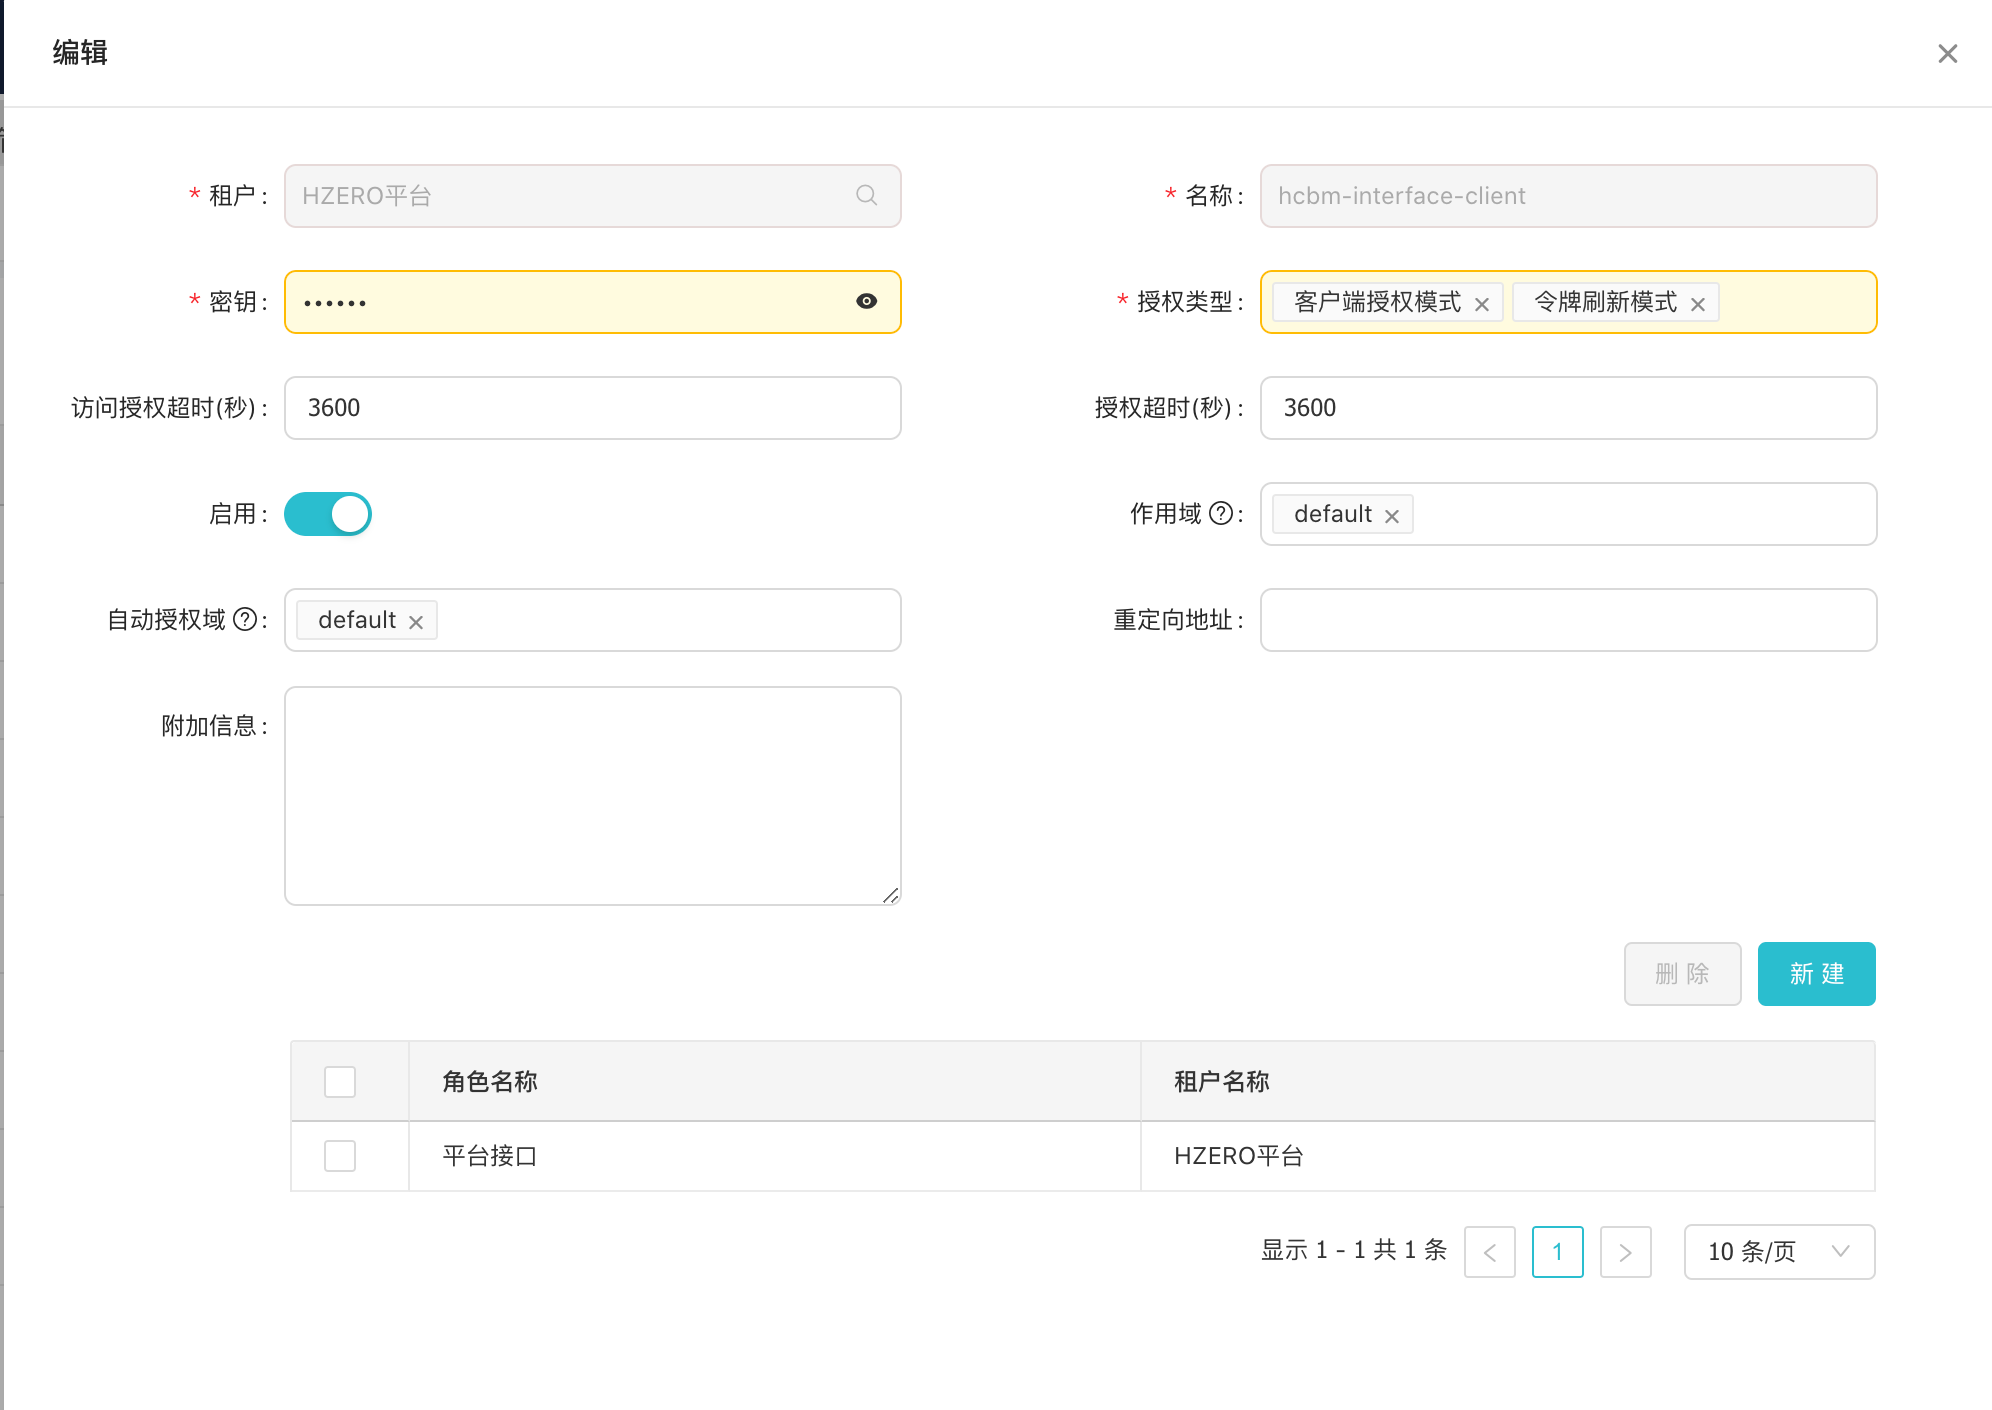 编辑
* 租户: HZERO平台
* 名称: hcbm-interface-client
* 密钥: ••••••
* 授权类型: 客户端授权模式 令牌刷新模式
访问授权超时(秒): 3600
授权超时(秒): 3600
启用:
作用域: default
自动授权域: default
重定向地址:
附加信息:
删 除 新 建
角色名称 租户名称
平台接口 HZERO平台
显示 1 - 1 共 1 条 1 10 条/页